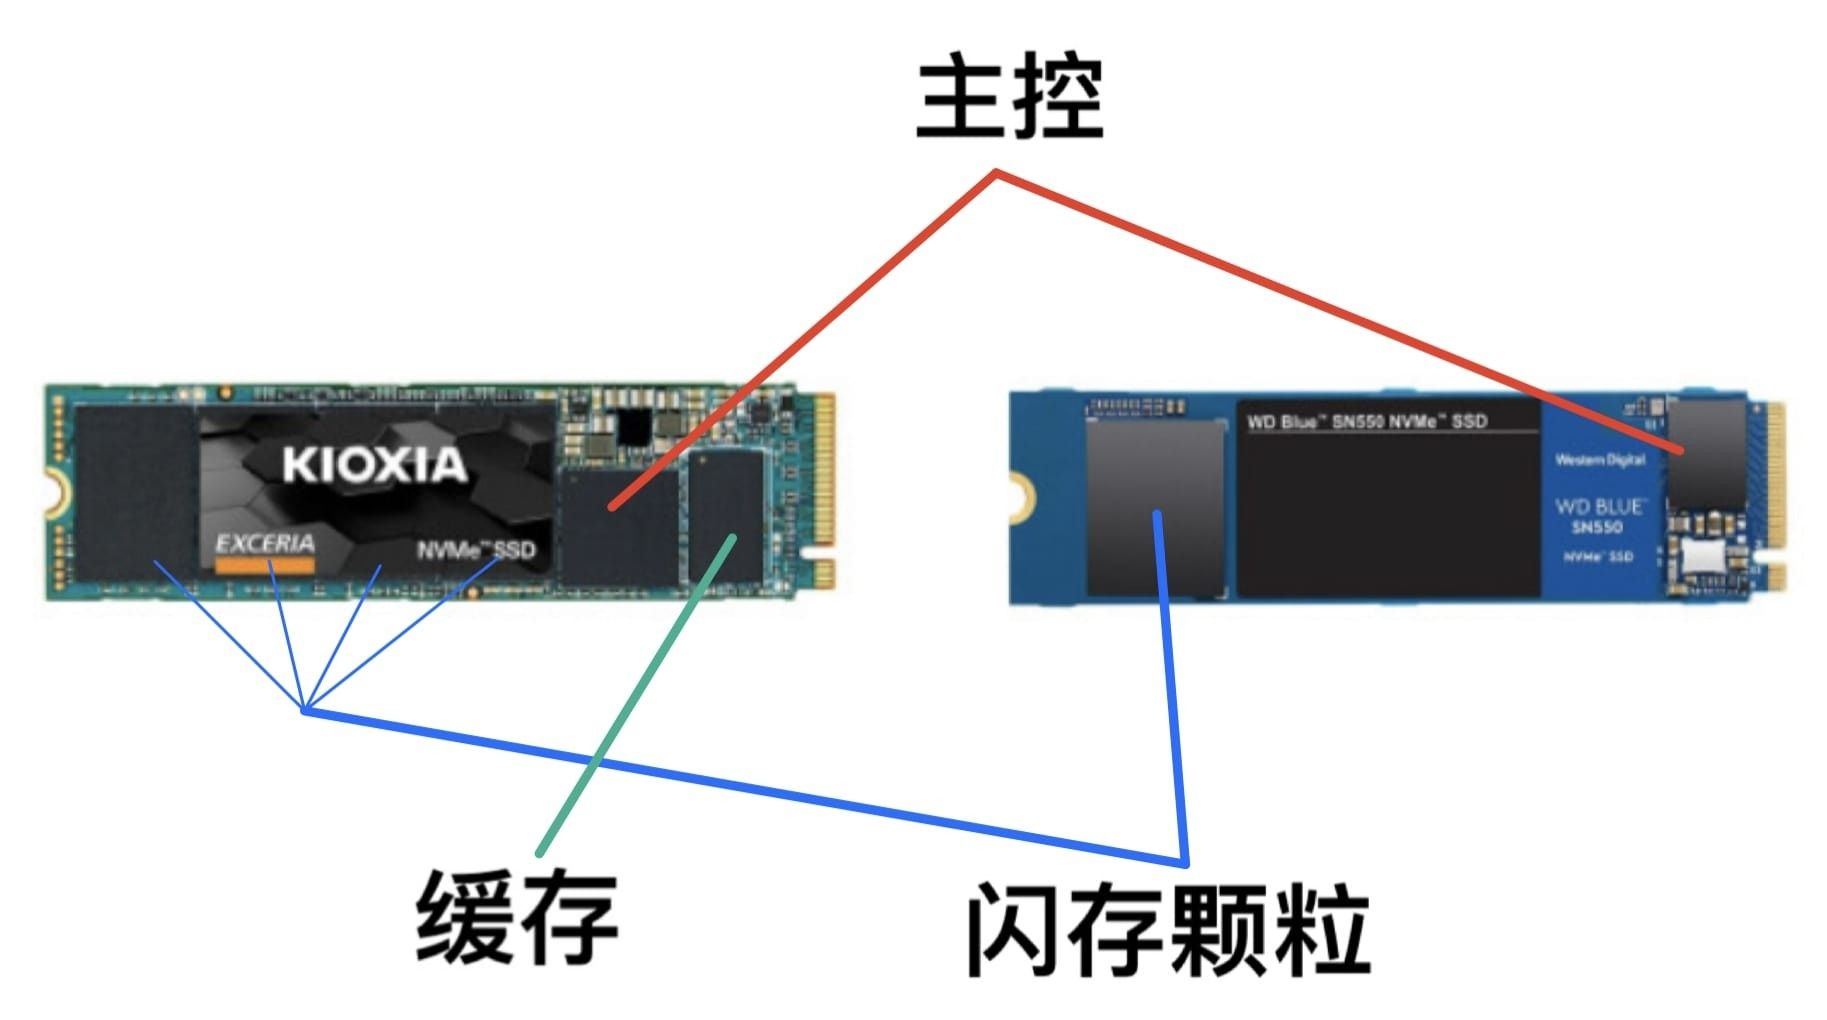 主控
KIOXIA
EXCERIA
NVMe™ SSD
WD Blue™ SN550 NVMe™ SSD
Western Digital
WD BLUE™
SN550
NVMe™ SSD
缓存
闪存颗粒